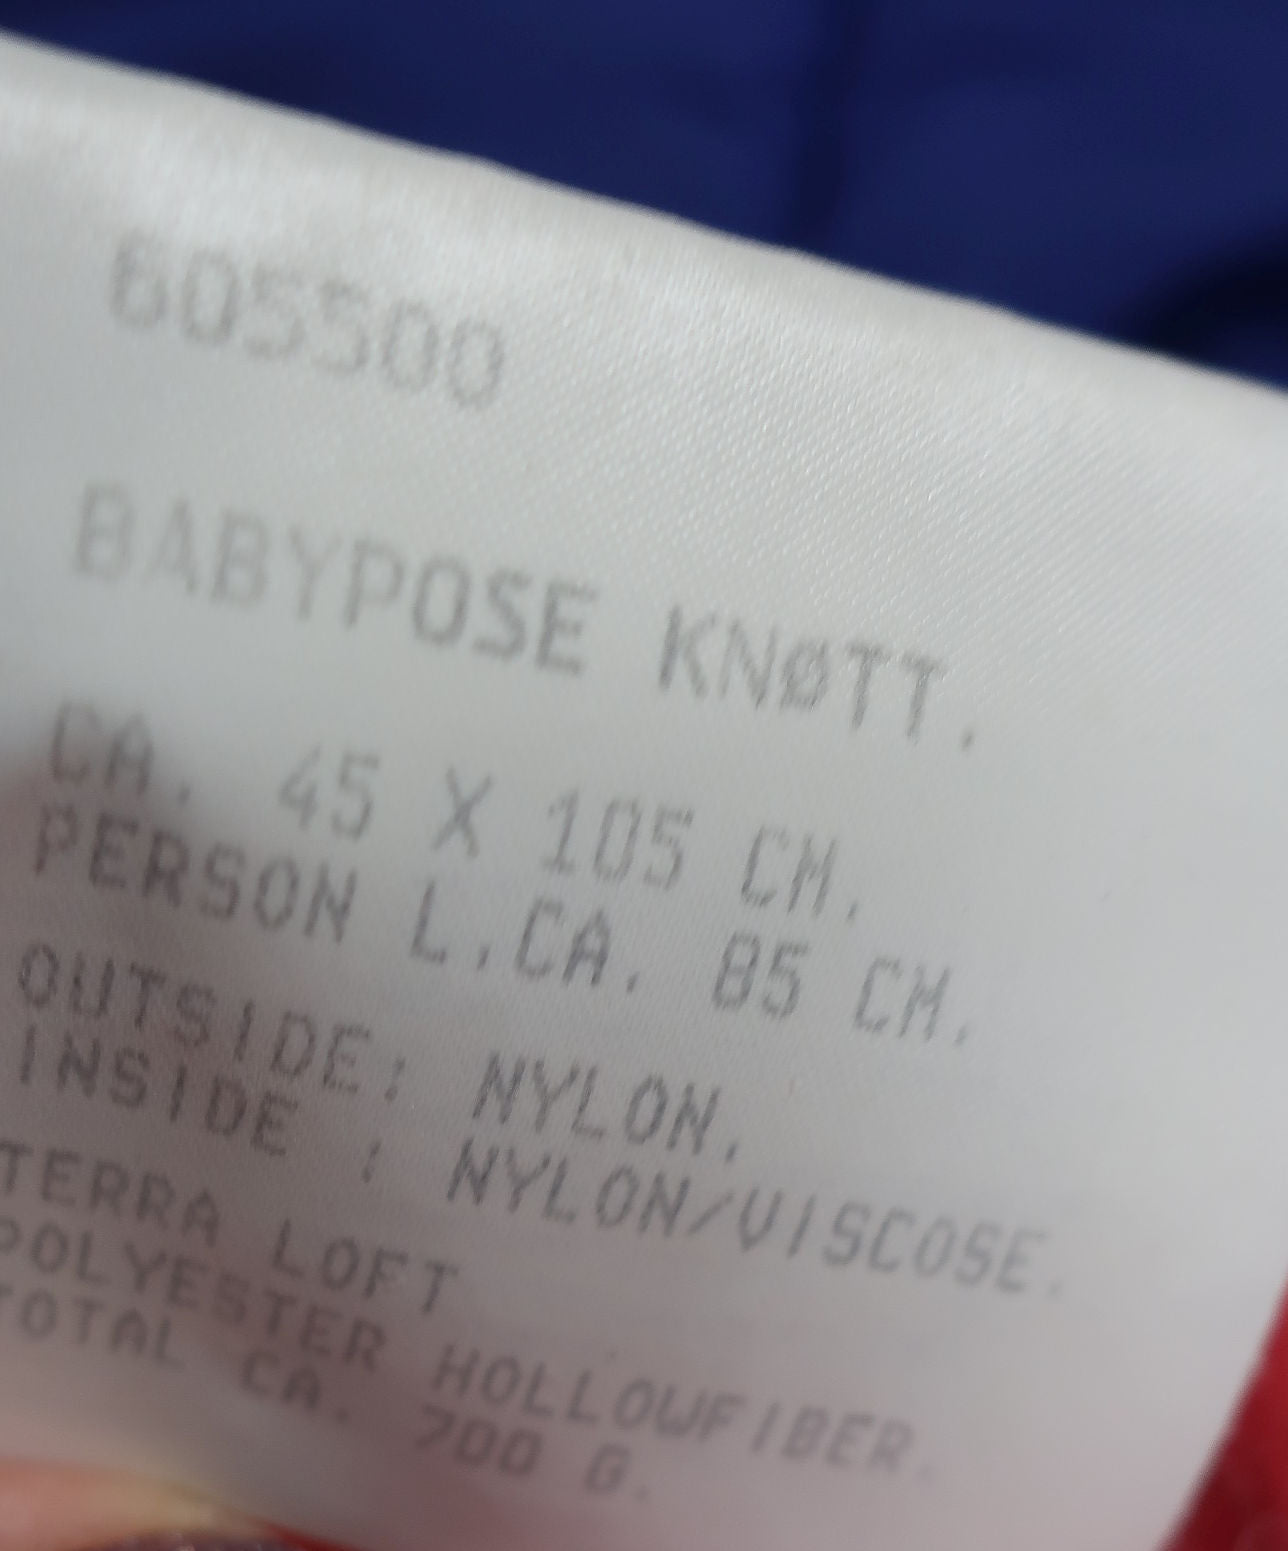 605500
BABYPOSE KNØTT.
CA. 45 X 105 CM.
PERSON L.CA. 85 CM.
OUTSIDE: NYLON.
INSIDE : NYLON/VISCOSE.
TERRA LOFT
POLYESTER HOLLOWFIBER.
TOTAL CA. 700 G.